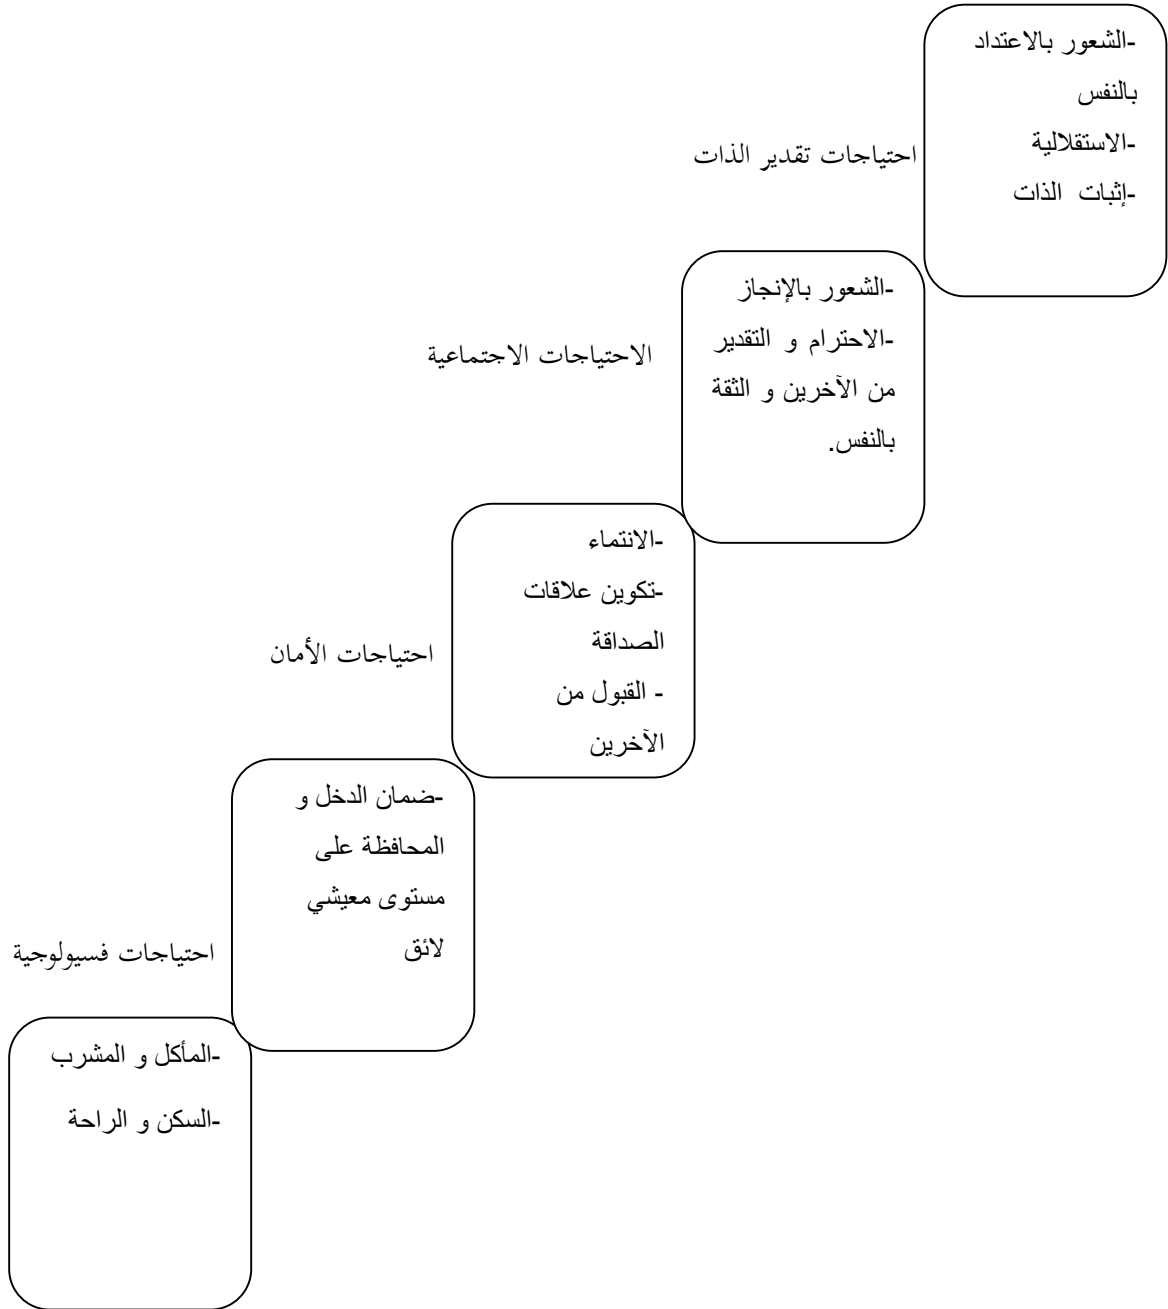 -الشعور بالاعتداد
بالنفس
-الاستقلالية
-إثبات الذات
احتياجات تقدير الذات
-الشعور بالإنجاز
-الاحترام و التقدير
من الآخرين و الثقة
بالنفس.
الاحتياجات الاجتماعية
-الانتماء
-تكوين علاقات
الصداقة
- القبول من
الآخرين
احتياجات الأمان
-ضمان الدخل و
المحافظة على
مستوى معيشي
لائق
احتياجات فسيولوجية
-المأكل و المشرب
-السكن و الراحة